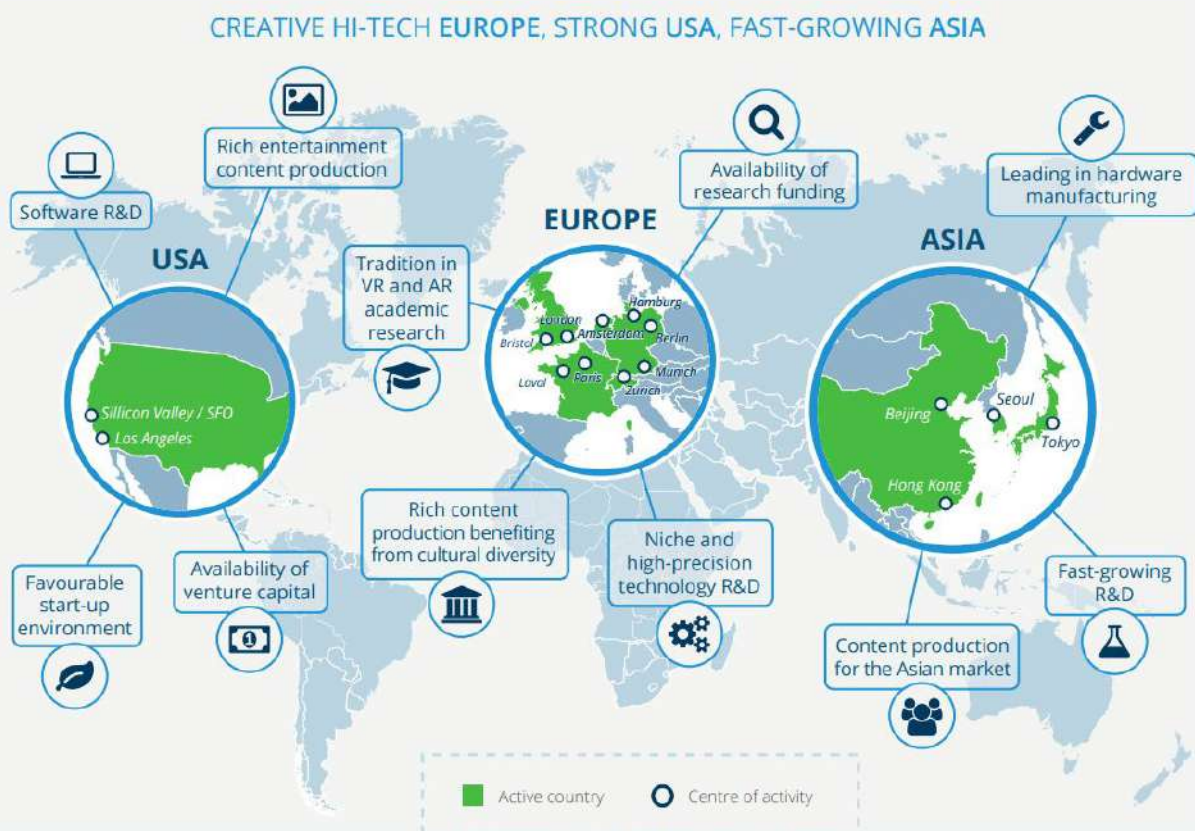 CREATIVE HI-TECH EUROPE, STRONG USA, FAST-GROWING ASIA
Software R&D
Rich entertainment
content production
USA
Sillicon Valley / SFO
Los Angeles
Favourable
start-up
environment
Availability of
venture capital
EUROPE
Tradition in
VR and AR
academic
research
Availability of
research funding
Hamburg
London
Amsterdam
Berlin
Bristol
Laval
Paris
Munich
Zurich
Rich content
production benefiting
from cultural diversity
Niche and
high-precision
technology R&D
ASIA
Leading in hardware
manufacturing
Beijing
Seoul
Tokyo
Hong Kong
Content production
for the Asian market
Fast-growing
R&D
Active country
Centre of activity